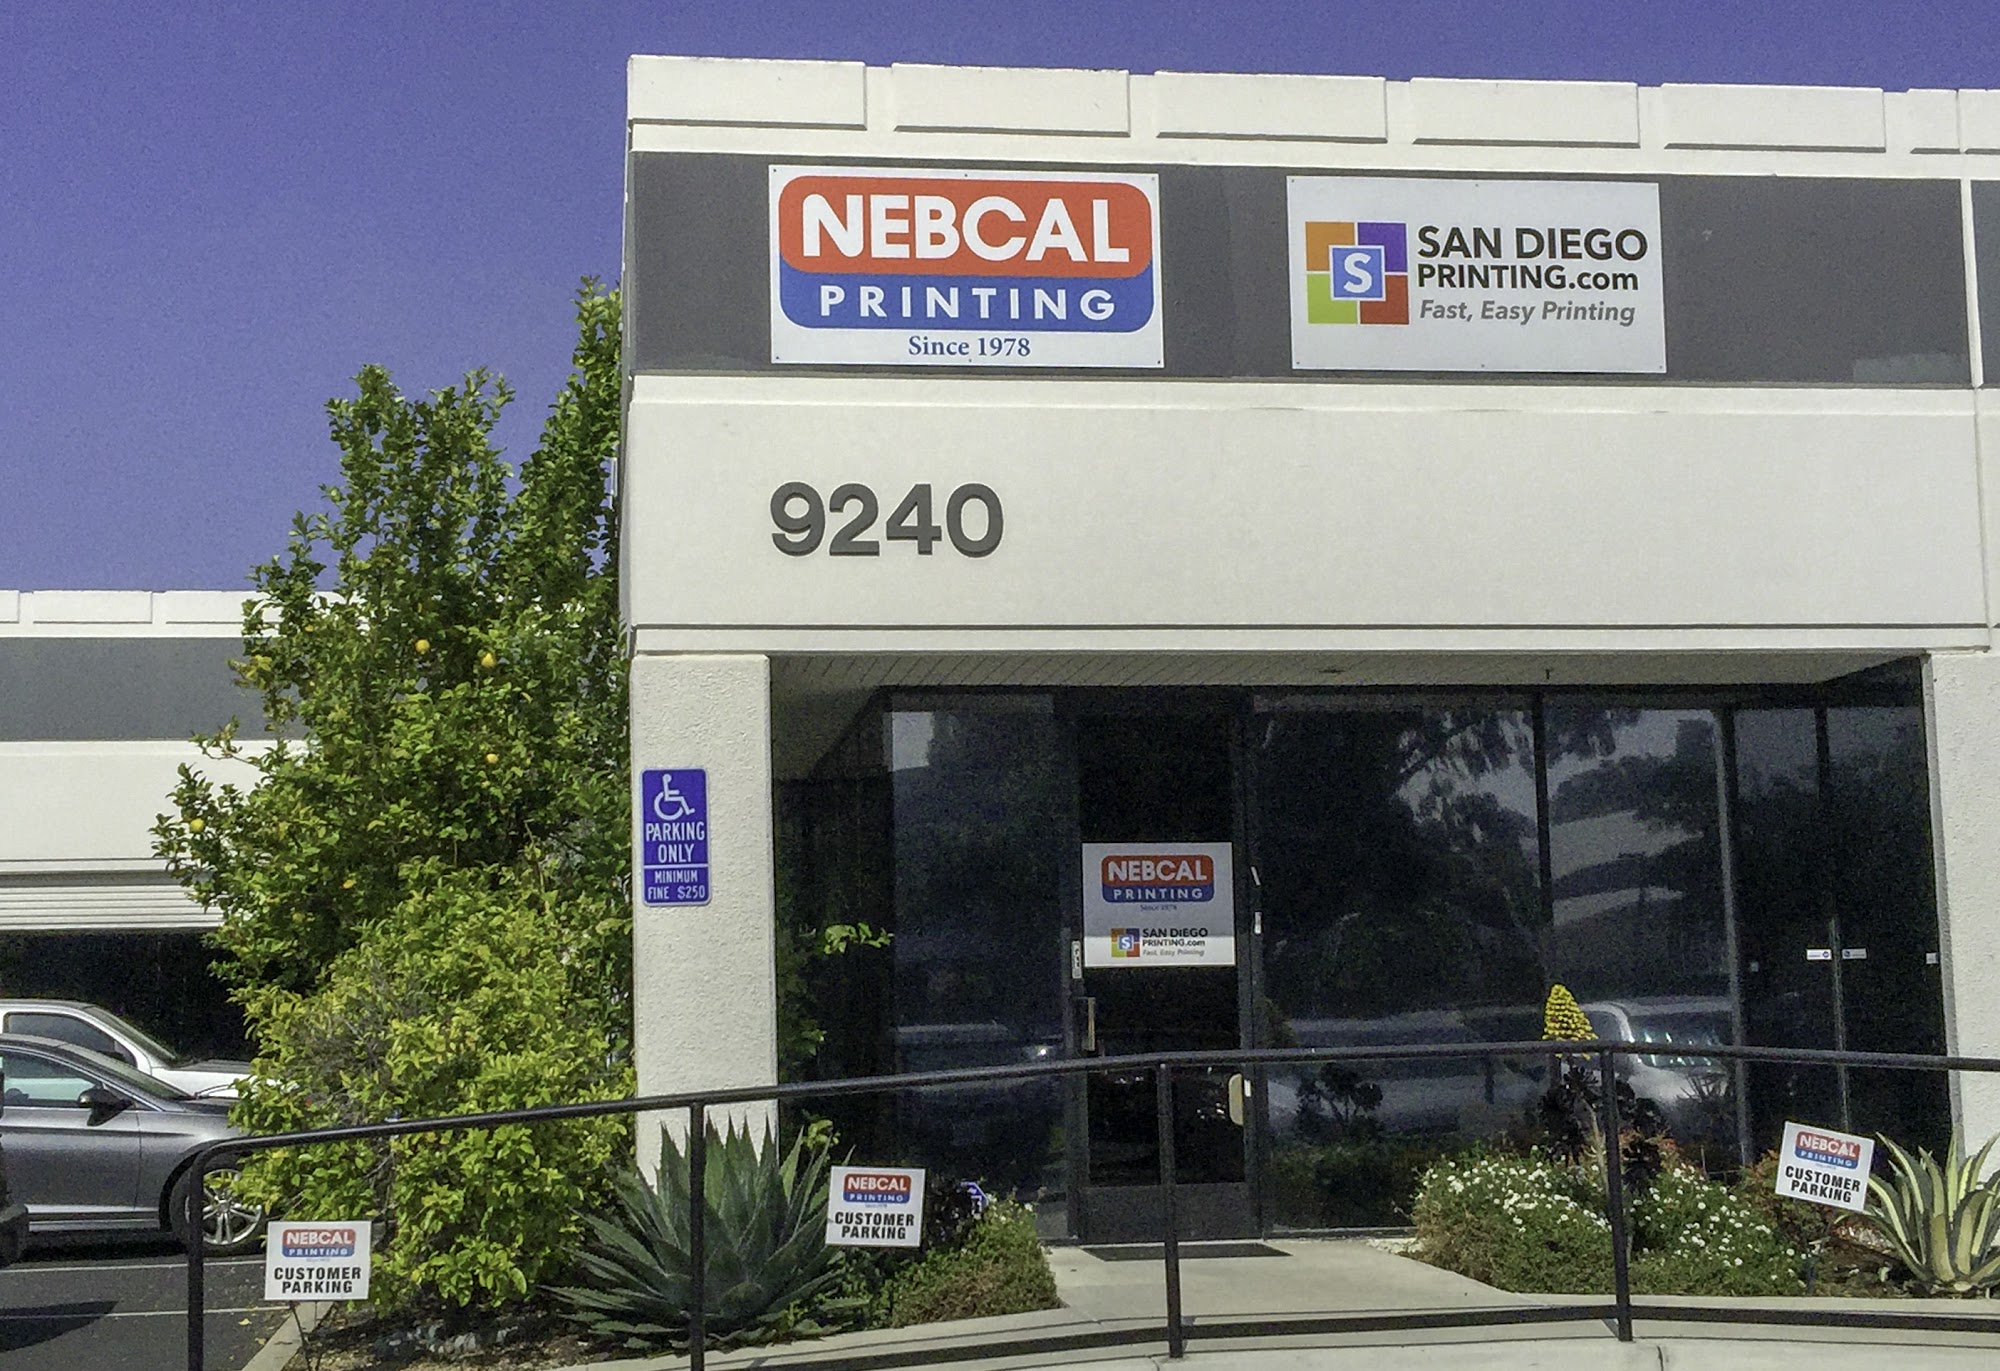 NEBCAL
PRINTING
Since 1978
S
SAN DIEGO
PRINTING.com
Fast, Easy Printing
9240
PARKING
ONLY
MINIMUM
FINE $250
NEBCAL
PRINTING
Since 1978
S
SAN DIEGO
PRINTING.com
Fast, Easy Printing
NEBCAL
PRINTING
CUSTOMER
PARKING
NEBCAL
PRINTING
CUSTOMER
PARKING
NEBCAL
PRINTING
CUSTOMER
PARKING